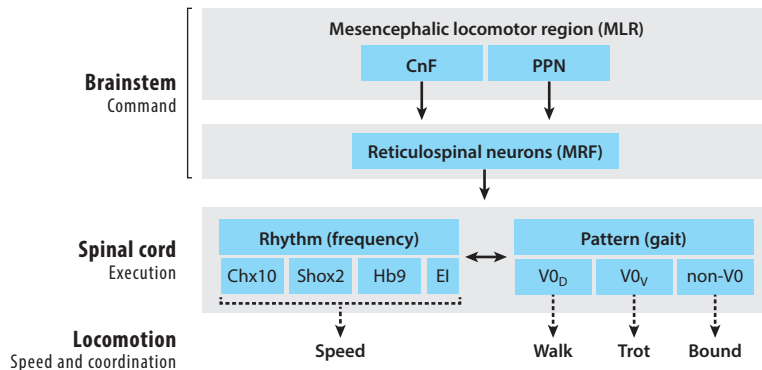 Mesencephalic locomotor region (MLR)
CnF PPN
Brainstem
Command
Reticulospinal neurons (MRF)
Spinal cord
Execution
Rhythm (frequency) Pattern (gait)
Chx10 Shox2 Hb9 EI V0D V0V non-V0
Locomotion
Speed and coordination
Speed Walk Trot Bound